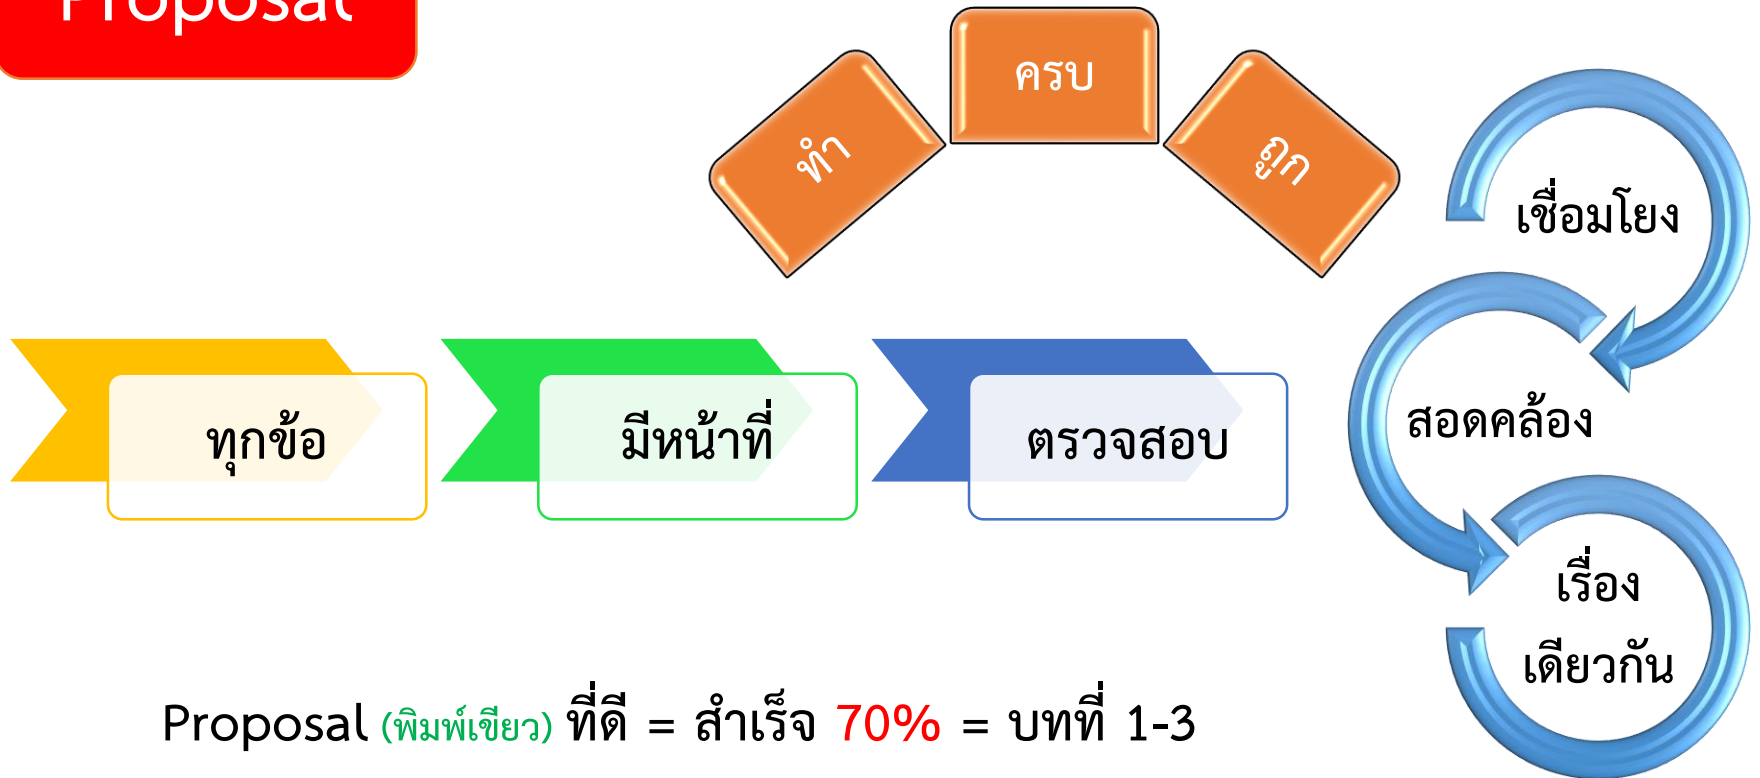 Proposal
ทำ
ครบ
ถูก
เชื่อมโยง
สอดคล้อง
เรื่อง
เดียวกัน
ทุกข้อ
มีหน้าที่
ตรวจสอบ
Proposal (พิมพ์เขียว) ที่ดี = สำเร็จ 70% = บทที่ 1-3